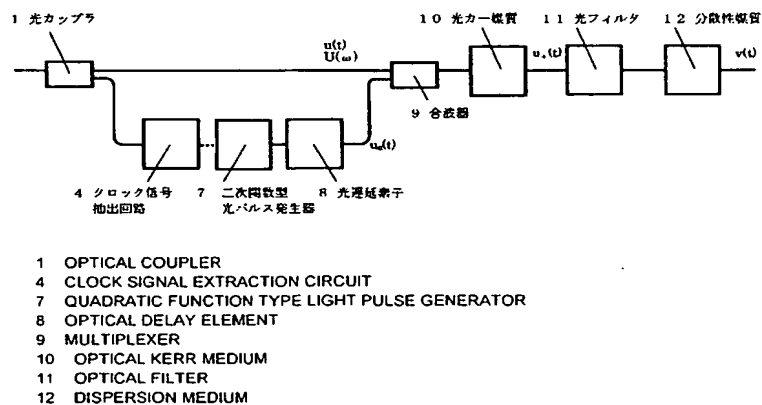 1 光カップラ
u(t)
U(ω)
10 光カー媒質
11 光フィルタ
12 分散性媒質
u₊(t)
v(t)
9 合波器
uc(t)
4 クロック信号
抽出回路
7 二次関数型
光パルス発生器
8 光遅延素子
1 OPTICAL COUPLER
4 CLOCK SIGNAL EXTRACTION CIRCUIT
7 QUADRATIC FUNCTION TYPE LIGHT PULSE GENERATOR
8 OPTICAL DELAY ELEMENT
9 MULTIPLEXER
10 OPTICAL KERR MEDIUM
11 OPTICAL FILTER
12 DISPERSION MEDIUM